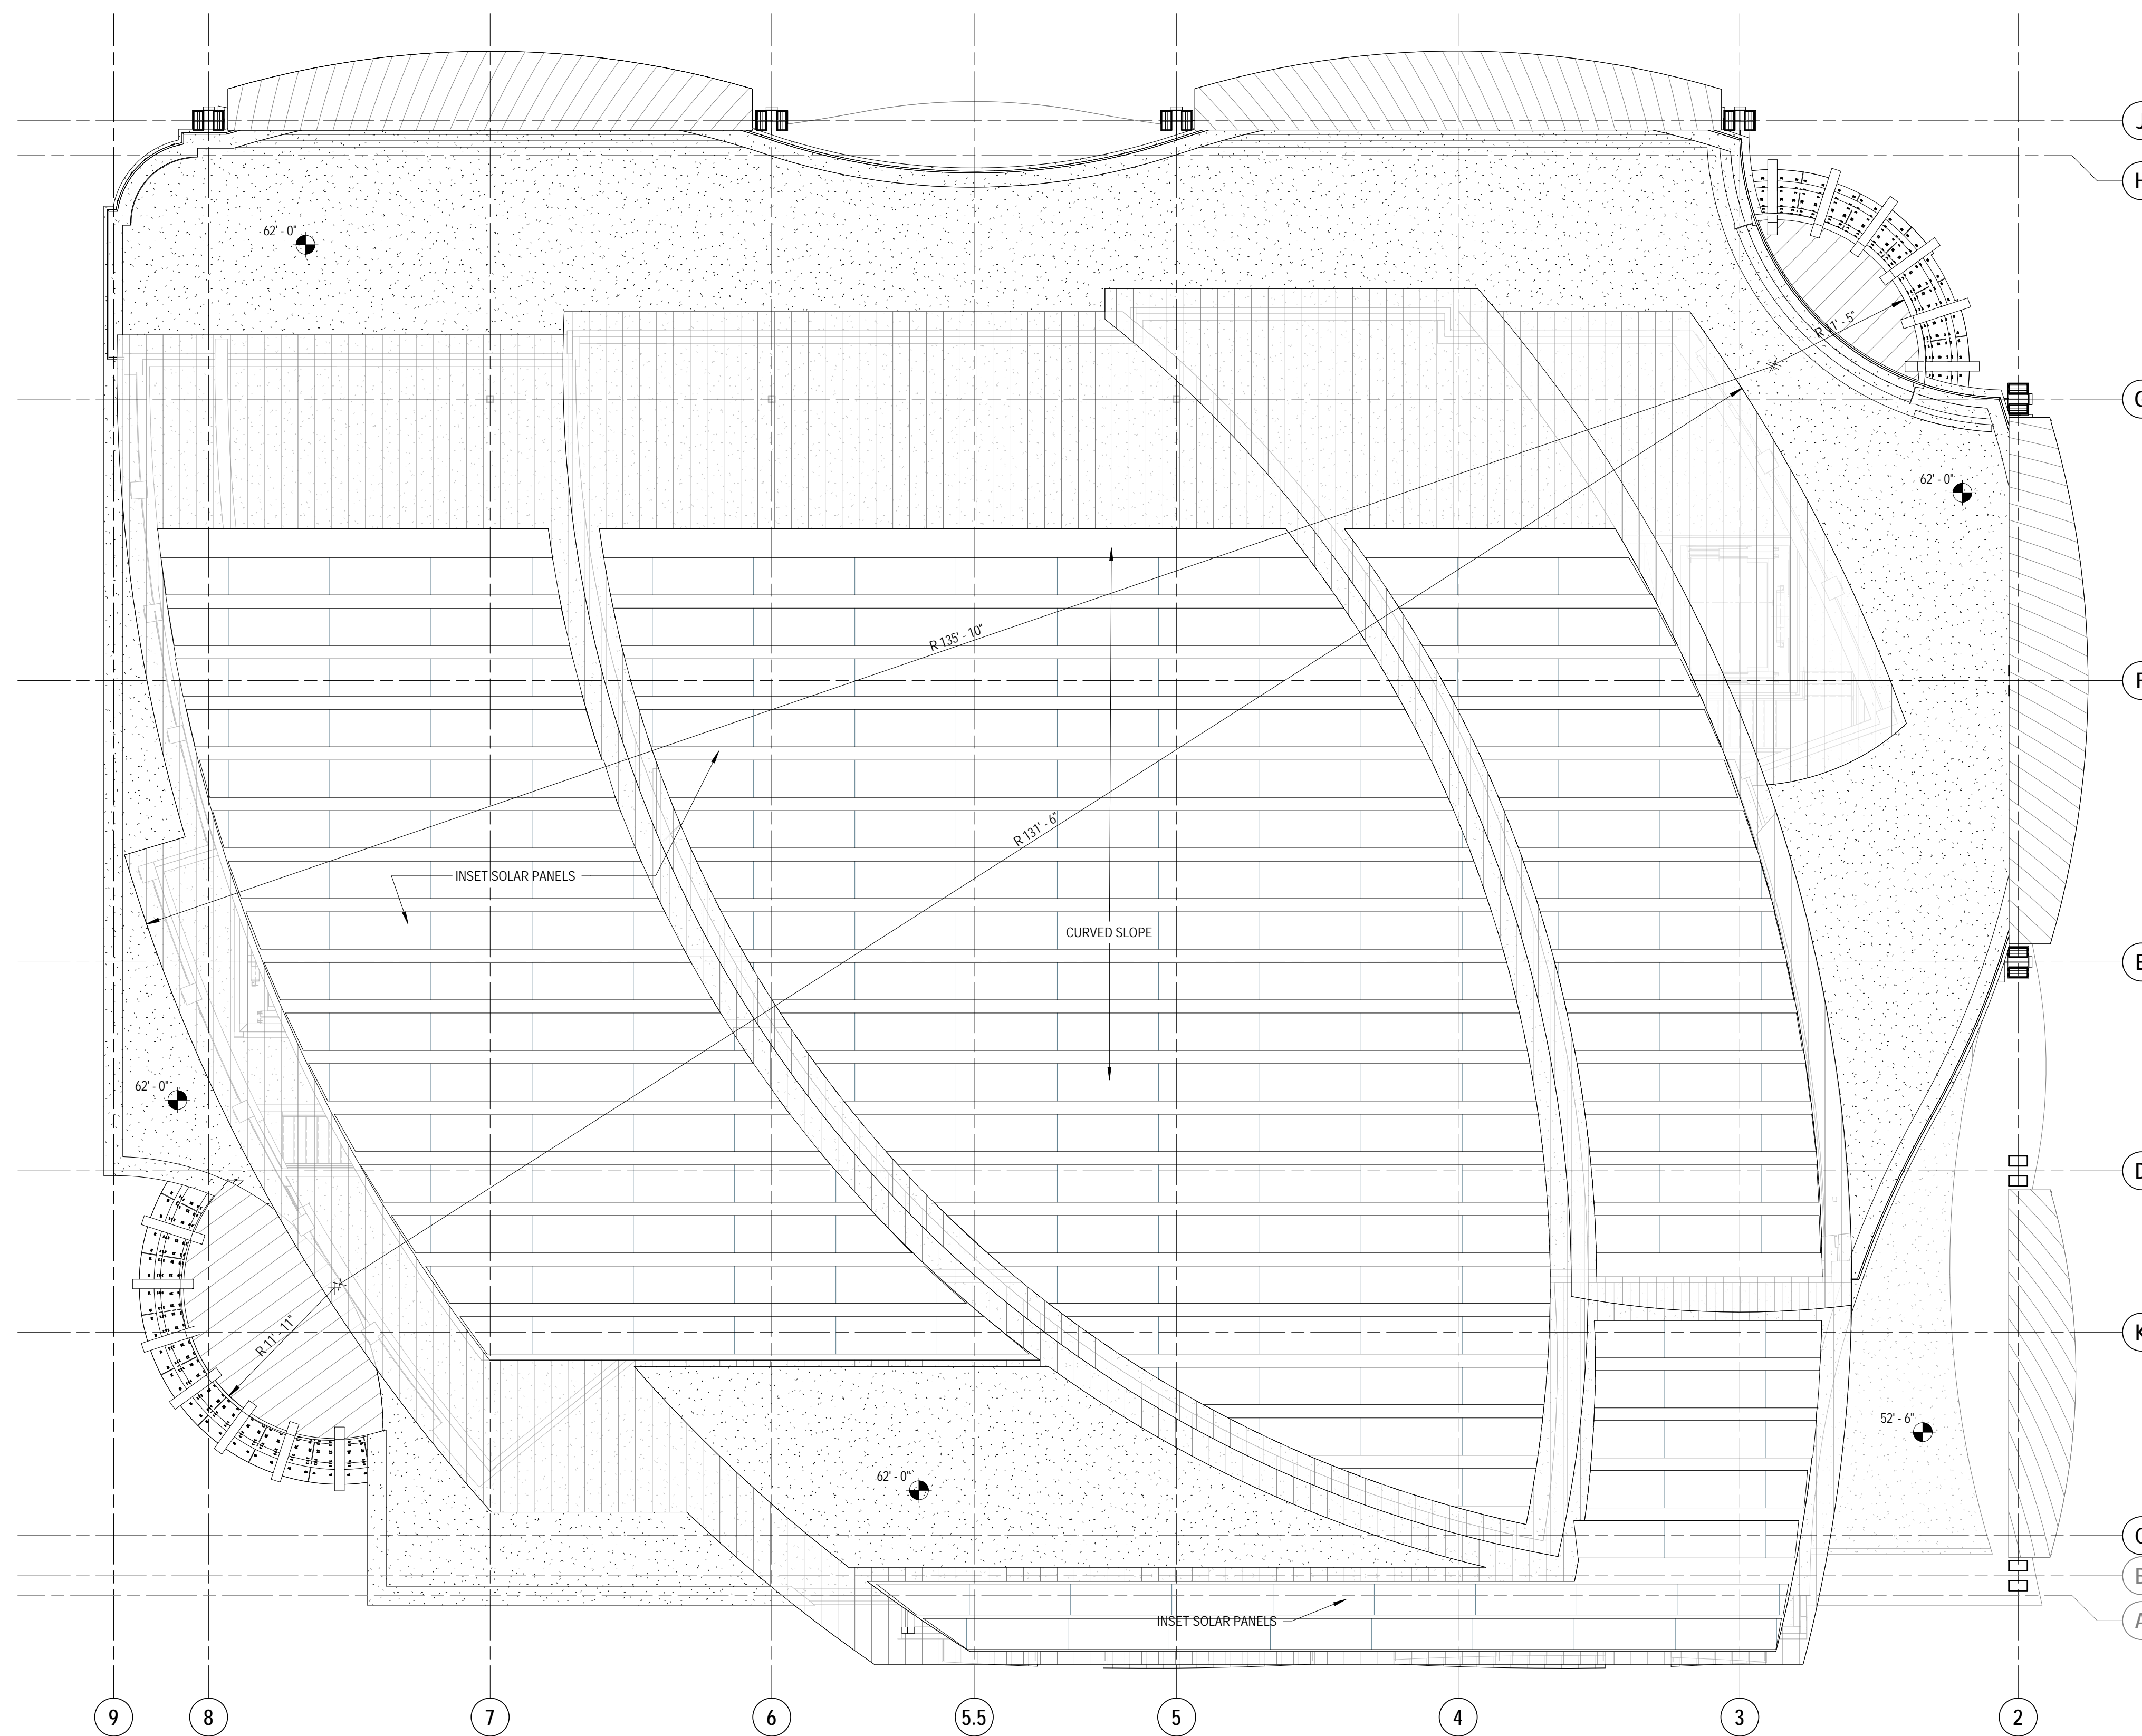 J
H
62' - 0"
R 11' - 5"
G
62' - 0"
R 135' - 10"
F
R 131' - 6"
INSET SOLAR PANELS
CURVED SLOPE
E
62' - 0"
D
R 11' - 11"
K
52' - 6"
62' - 0"
INSET SOLAR PANELS
A
9
8
7
6
5.5
5
4
3
2